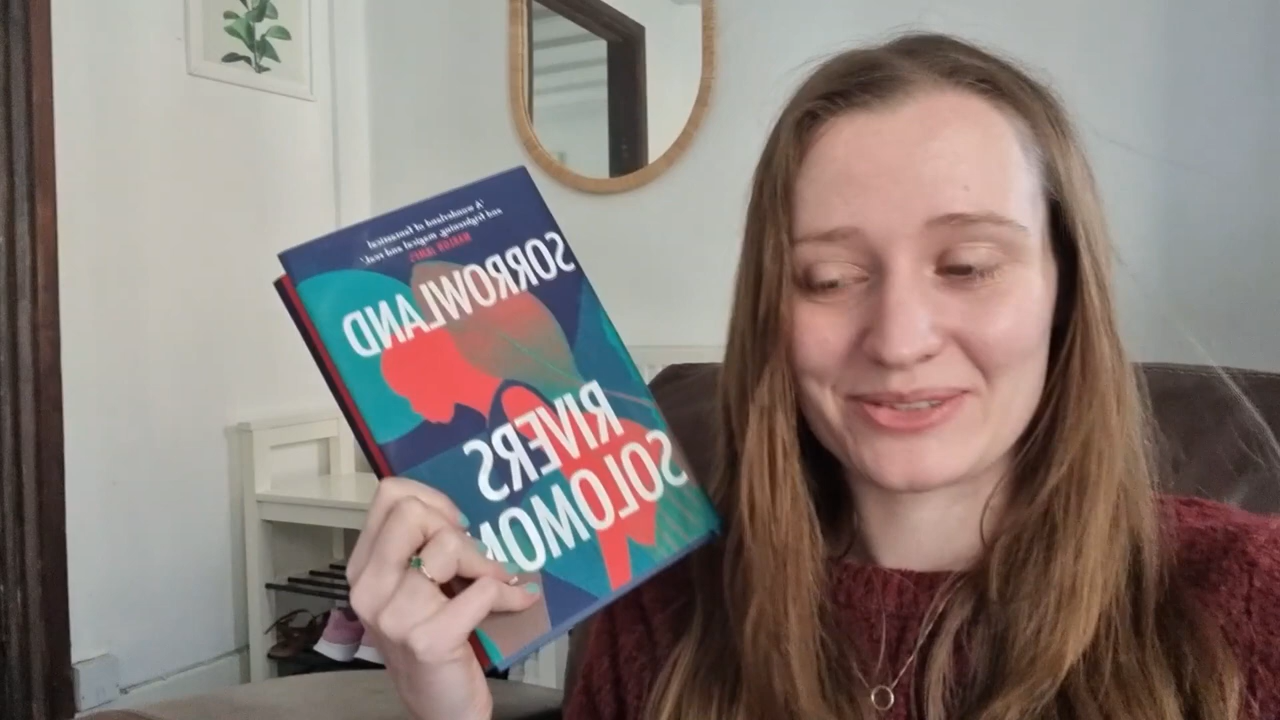 'A wonderland of fantastical
and frightening, magical and real.'
MARLON JAMES
SORROWLAND
RIVERS
SOLOMON